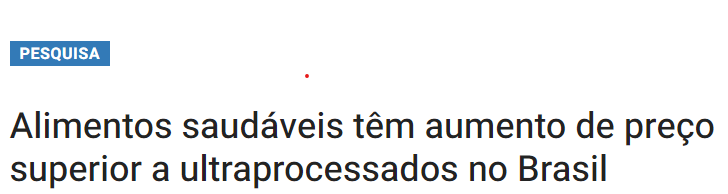 PESQUISA
Alimentos saudáveis têm aumento de preço
superior a ultraprocessados no Brasil